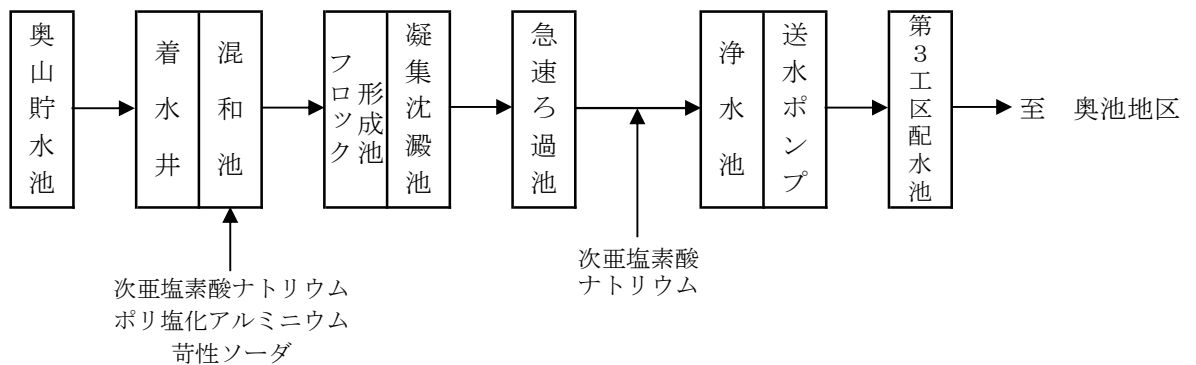 奥山貯水池
着水井
混和池
フロック
形成池
凝集沈澱池
急速ろ過池
浄水池
送水ポンプ
第3工区配水池
至 奥池地区
次亜塩素酸ナトリウム
ポリ塩化アルミニウム
苛性ソーダ
次亜塩素酸
ナトリウム